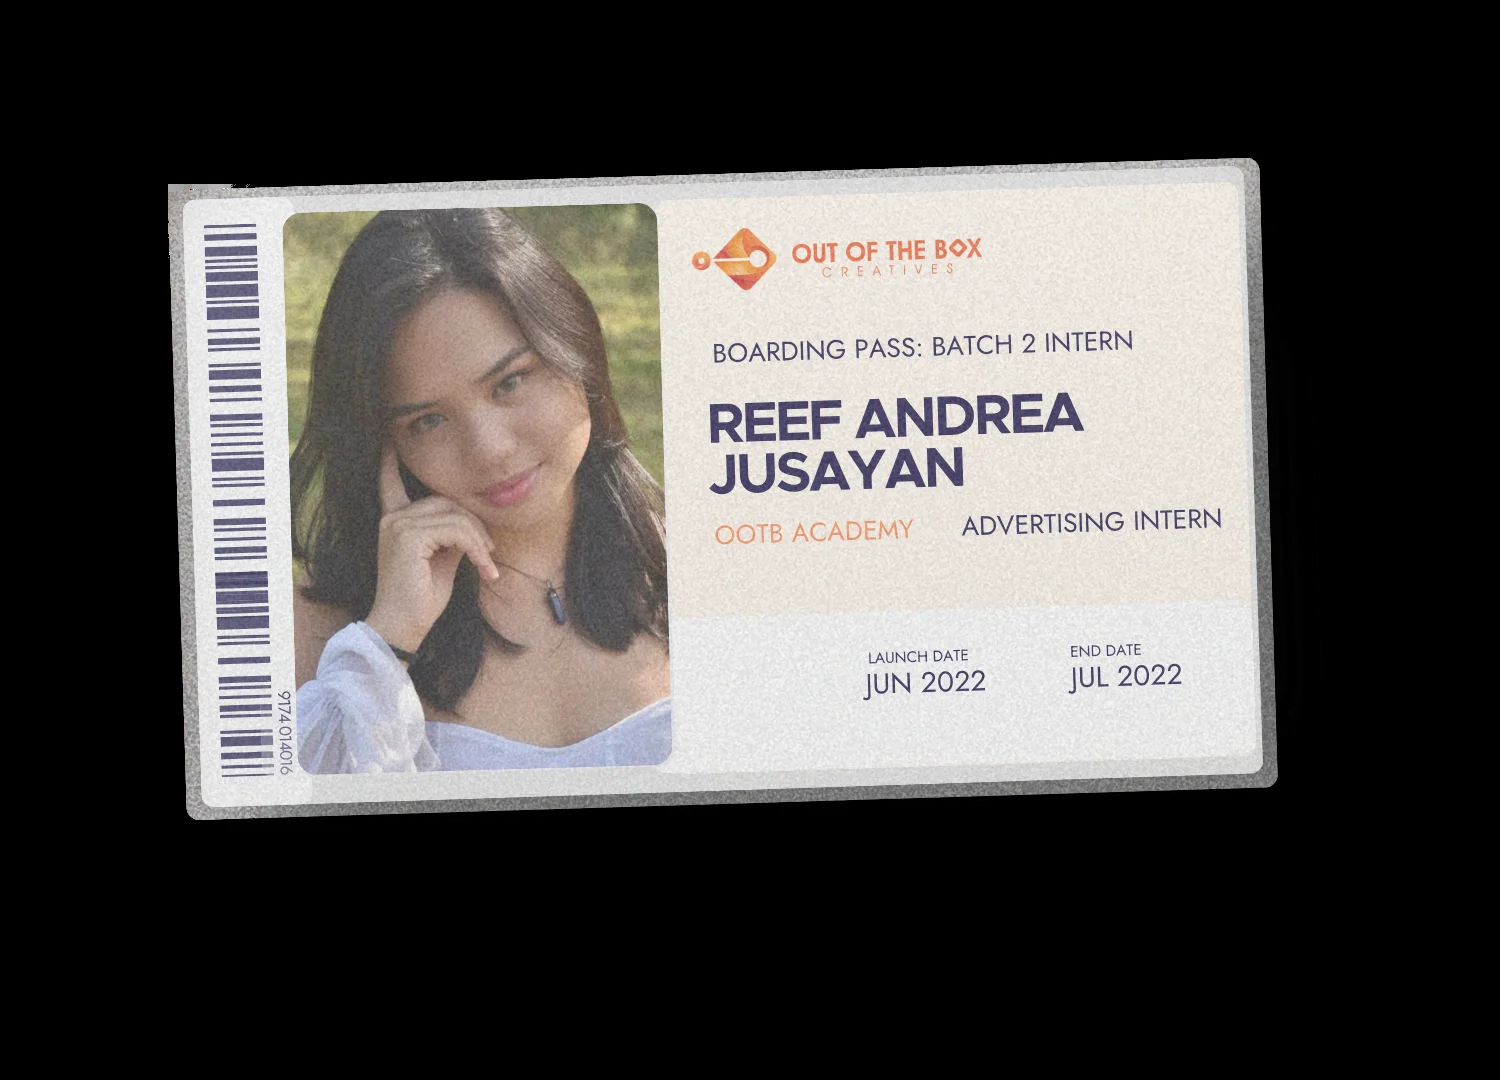 OUT OF THE BOX
CREATIVES
BOARDING PASS: BATCH 2 INTERN
REEF ANDREA
JUSAYAN
OOTB ACADEMY ADVERTISING INTERN
LAUNCH DATE END DATE
JUN 2022 JUL 2022
9174 014016